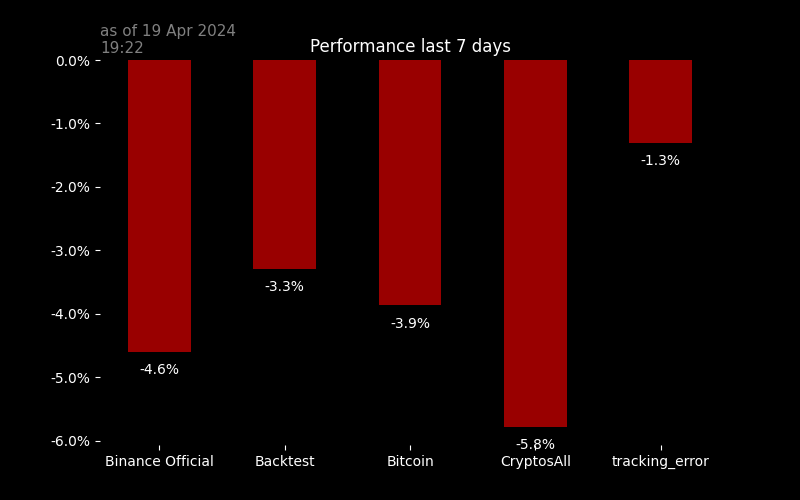 as of 19 Apr 2024
19:22
Performance last 7 days
0.0%
-1.0%
-2.0%
-3.0%
-4.0%
-5.0%
-6.0%
-4.6%
-3.3%
-3.9%
-5.8%
-1.3%
Binance Official
Backtest
Bitcoin
CryptosAll
tracking_error